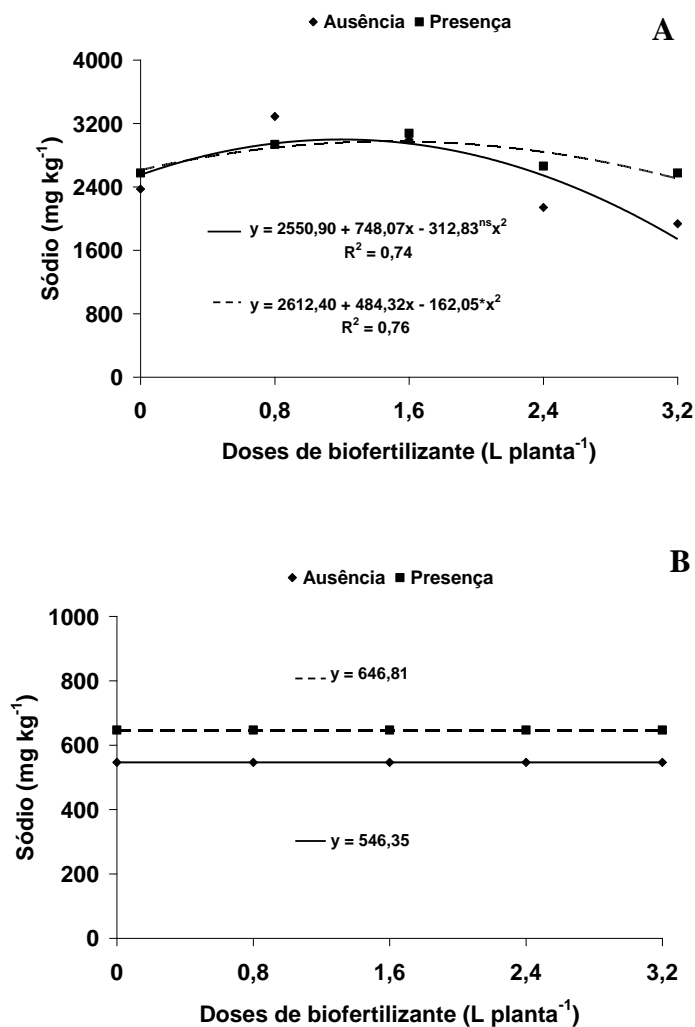 Ausência Presença
A
4000
3200
2400
1600
800
0
Sódio (mg kg-1)
y = 2550,90 + 748,07x - 312,83nsx2
R2 = 0,74
y = 2612,40 + 484,32x - 162,05*x2
R2 = 0,76
0 0,8 1,6 2,4 3,2
Doses de biofertilizante (L planta-1)
B
Ausência Presença
1000
800
600
400
200
0
Sódio (mg kg-1)
y = 646,81
y = 546,35
0 0,8 1,6 2,4 3,2
Doses de biofertilizante (L planta-1)